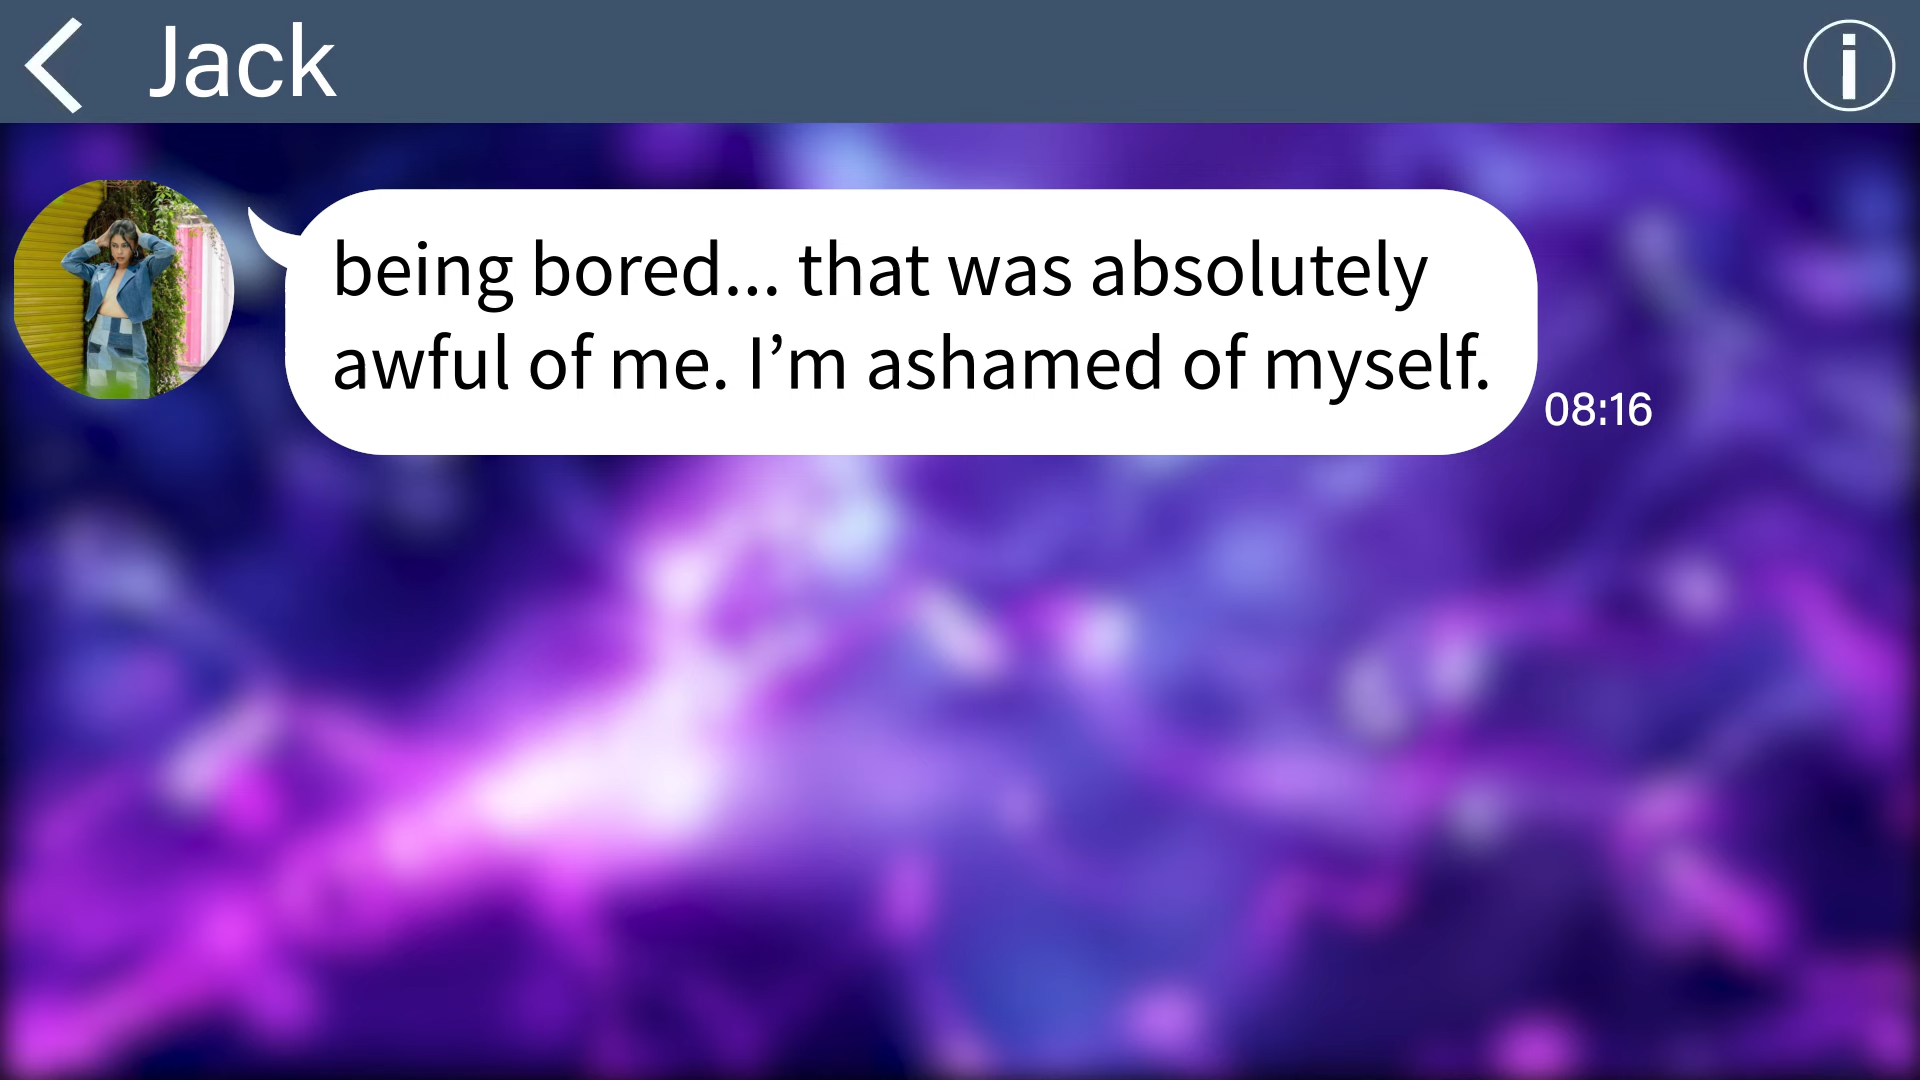 Jack
being bored... that was absolutely
awful of me. I’m ashamed of myself.
08:16